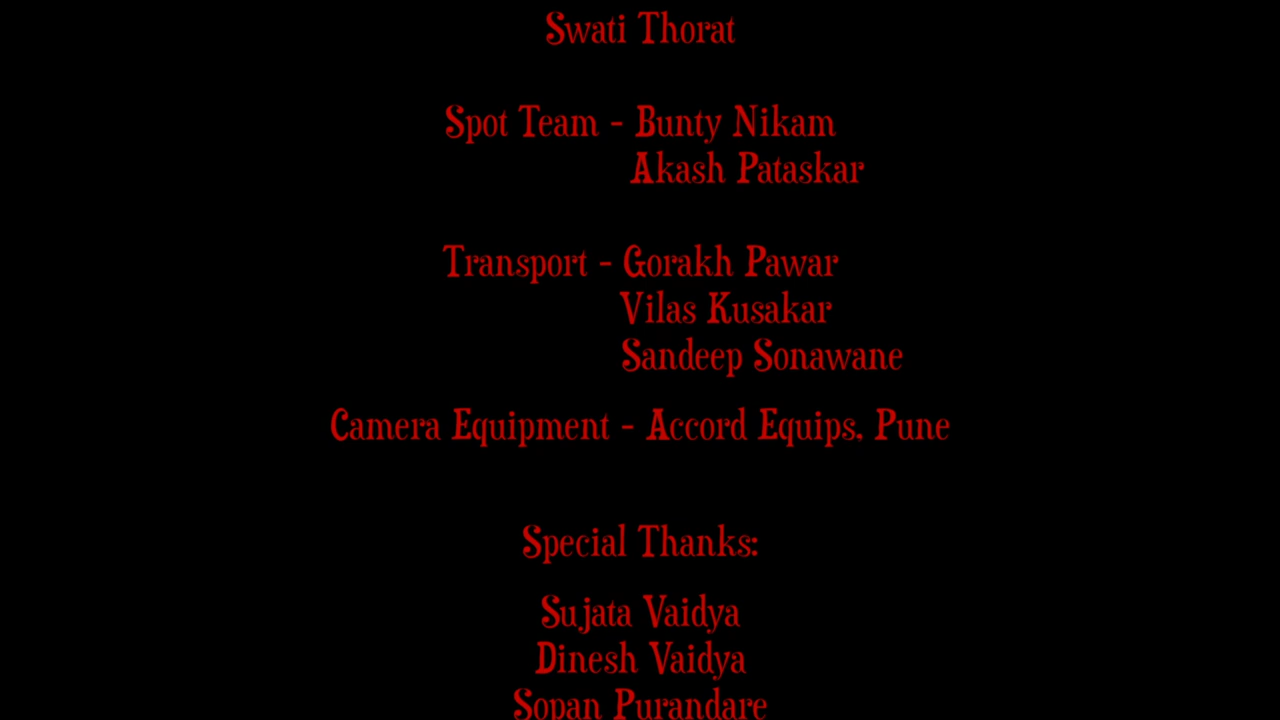 Swati Thorat
Spot Team - Bunty Nikam
Akash Pataskar
Transport - Gorakh Pawar
Vilas Kusakar
Sandeep Sonawane
Camera Equipment - Accord Equips. Pune
Special Thanks:
Sujata Vaidya
Dinesh Vaidya
Sopan Purandare